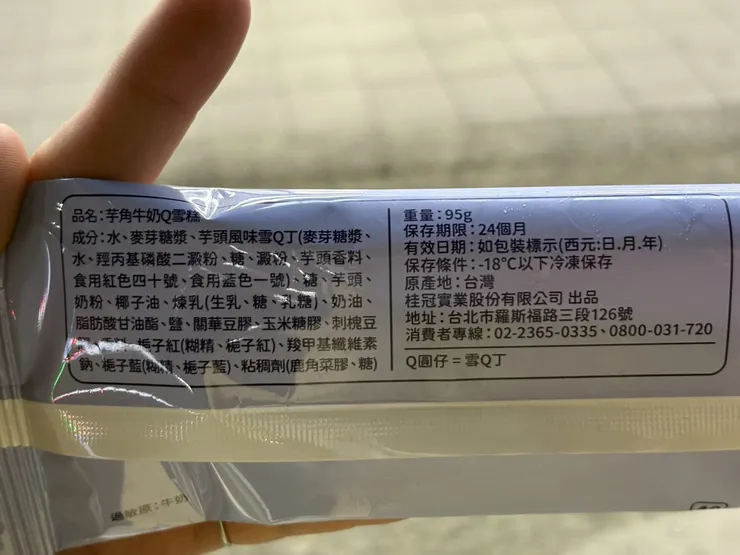 品名:芋角牛奶Q雪糕
成分:水、麥芽糖漿、芋頭風味雪Q丁(麥芽糖漿、
水、羥丙基磷酸二澱粉、糖、澱粉、芋頭香料、
食用紅色四十號、食用藍色一號)、糖、芋頭、
奶粉、椰子油、煉乳(生乳、糖、乳糖)、奶油、
脂肪酸甘油酯、鹽、關華豆膠、玉米糖膠、刺槐豆
梔子紅(糊精、梔子紅)、羧甲基纖維素
鈉、梔子藍(糊精、梔子藍)、粘稠劑(鹿角菜膠、糖)
重量:95g
保存期限:24個月
有效日期:如包裝標示(西元:日.月.年)
保存條件:-18°C以下冷凍保存
原產地:台灣
桂冠實業股份有限公司 出品
地址:台北市羅斯福路三段126號
消費者專線:02-2365-0335、0800-031-720
Q圓仔=雪Q丁
過敏原:牛奶